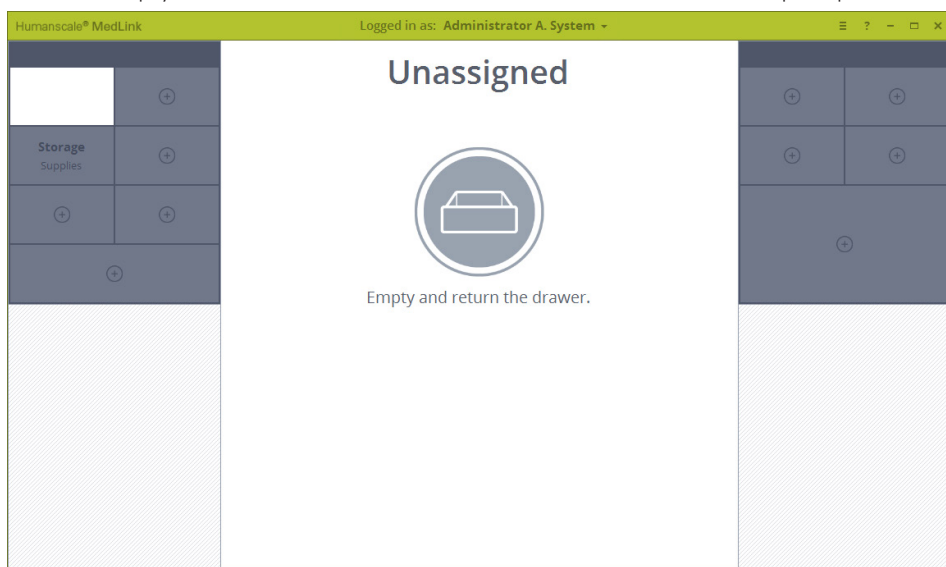 Humanscale® MedLink
Logged in as: Administrator A. System
Unassigned
Storage
Supplies
Empty and return the drawer.